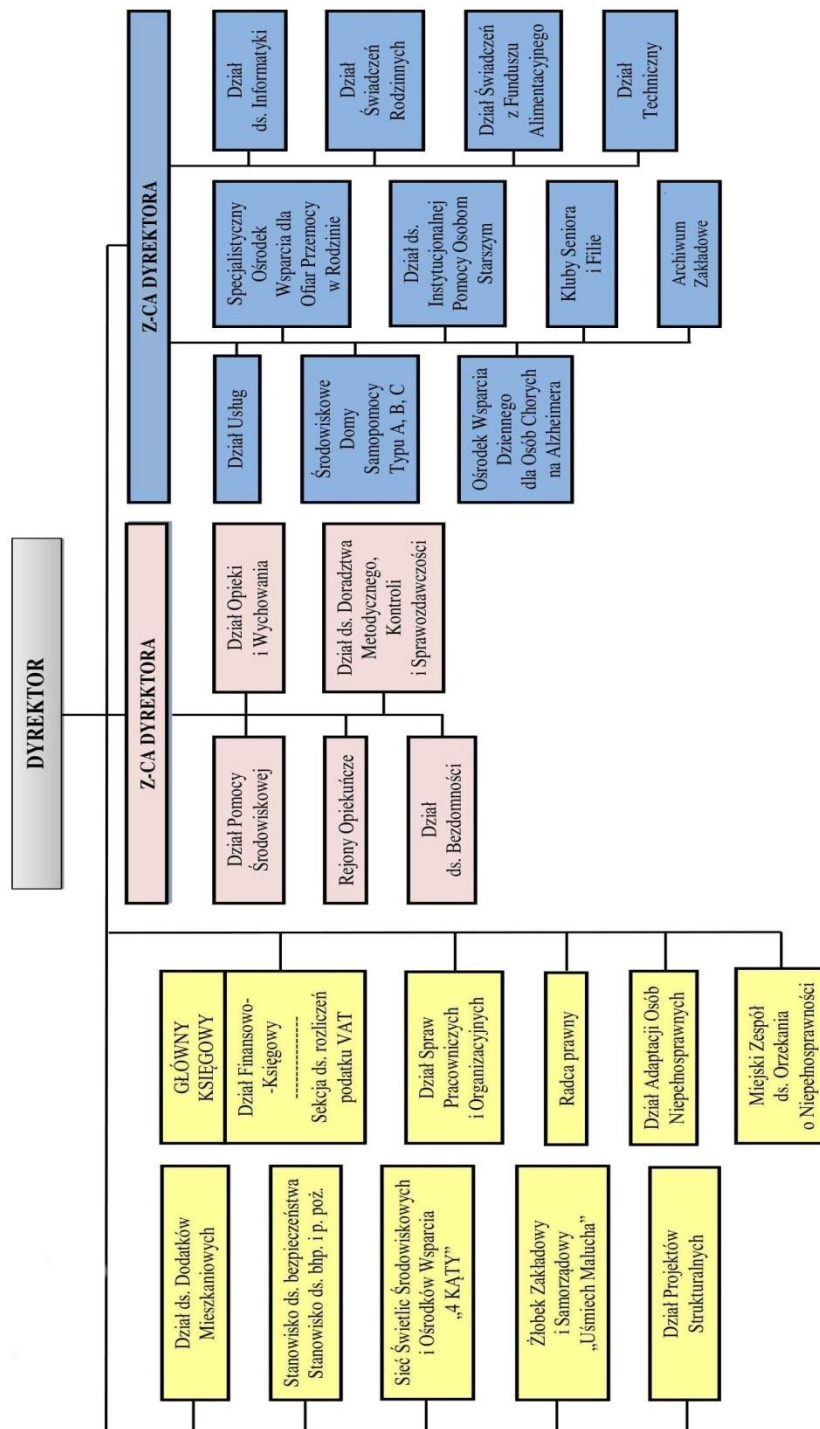 DYREKTOR
Z-CA DYREKTORA
Z-CA DYREKTORA
Dział ds. Dodatków
Mieszkaniowych
Stanowisko ds. bezpieczeństwa
Stanowisko ds. bhp. i p. poż.
Sieć Świetlic Środowiskowych
i Ośrodków Wsparcia
„4 KĄTY”
Żłobek Zakładowy
i Samorządowy
„Uśmiech Malucha”
Dział Projektów
Strukturalnych
GŁÓWNY
KSIĘGOWY
Dział Finansowo-
-Księgowy
--------------
Sekcja ds. rozliczeń
podatku VAT
Dział Spraw
Pracowniczych
i Organizacyjnych
Radca prawny
Dział Adaptacji Osób
Niepełnosprawnych
Miejski Zespół
ds. Orzekania
o Niepełnosprawności
Dział Pomocy
Środowiskowej
Rejony Opiekuńcze
Dział
ds. Bezdomności
Dział Opieki
i Wychowania
Dział ds. Doradztwa
Metodycznego,
Kontroli
i Sprawozdawczości
Dział Usług
Środowiskowe
Domy
Samopomocy
Typu A, B, C
Ośrodek Wsparcia
Dziennego
dla Osób Chorych
na Alzheimera
Specjalistyczny
Ośrodek
Wsparcia dla
Ofiar Przemocy
w Rodzinie
Dział ds.
Instytucjonalnej
Pomocy Osobom
Starszym
Kluby Seniora
i Filie
Archiwum
Zakładowe
Dział
ds. Informatyki
Dział
Świadczeń
Rodzinnych
Dział Świadczeń
z Funduszu
Alimentacyjnego
Dział
Techniczny